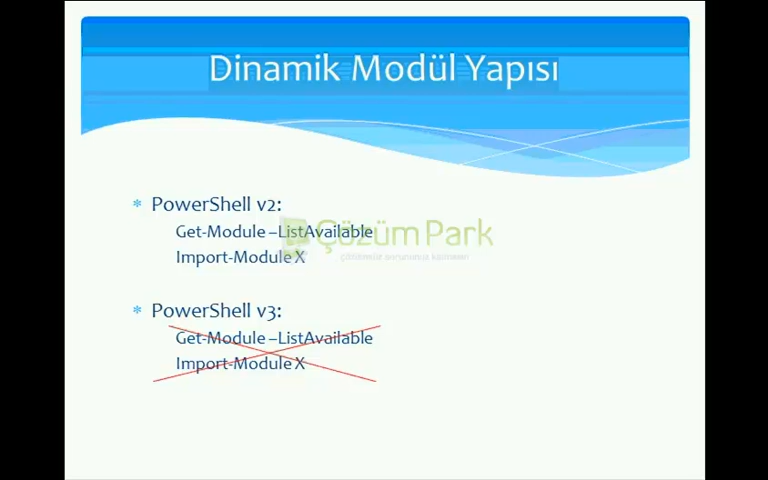 Dinamik Modül Yapısı
* PowerShell v2:
Get-Module –ListAvailable
Çözüm Park
Import-Module X
* PowerShell v3:
Get-Module –ListAvailable
Import-Module X